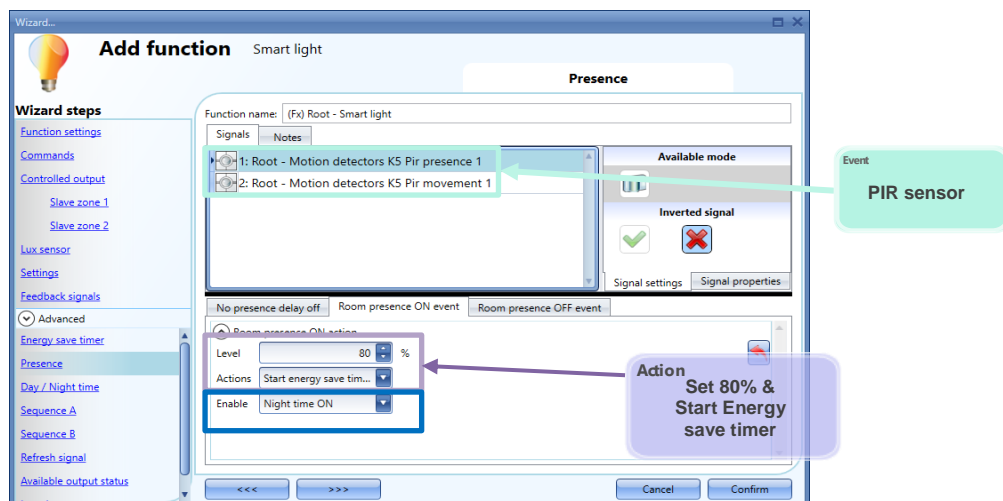 Wizard...
Add function Smart light
Presence
Wizard steps
Function settings
Commands
Controlled output
Slave zone 1
Slave zone 2
Lux sensor
Settings
Feedback signals
Advanced
Energy save timer
Presence
Day / Night time
Sequence A
Sequence B
Refresh signal
Available output status
Function name: (Fx) Root - Smart light
Signals Notes
1: Root - Motion detectors K5 Pir presence 1
2: Root - Motion detectors K5 Pir movement 1
Available mode
Inverted signal
Signal settings Signal properties
No presence delay off Room presence ON event Room presence OFF event
Room presence ON action
Level 80 %
Actions Start energy save tim...
Enable Night time ON
<<< >>> Cancel Confirm
Event
PIR sensor
Action
Set 80% &
Start Energy
save timer